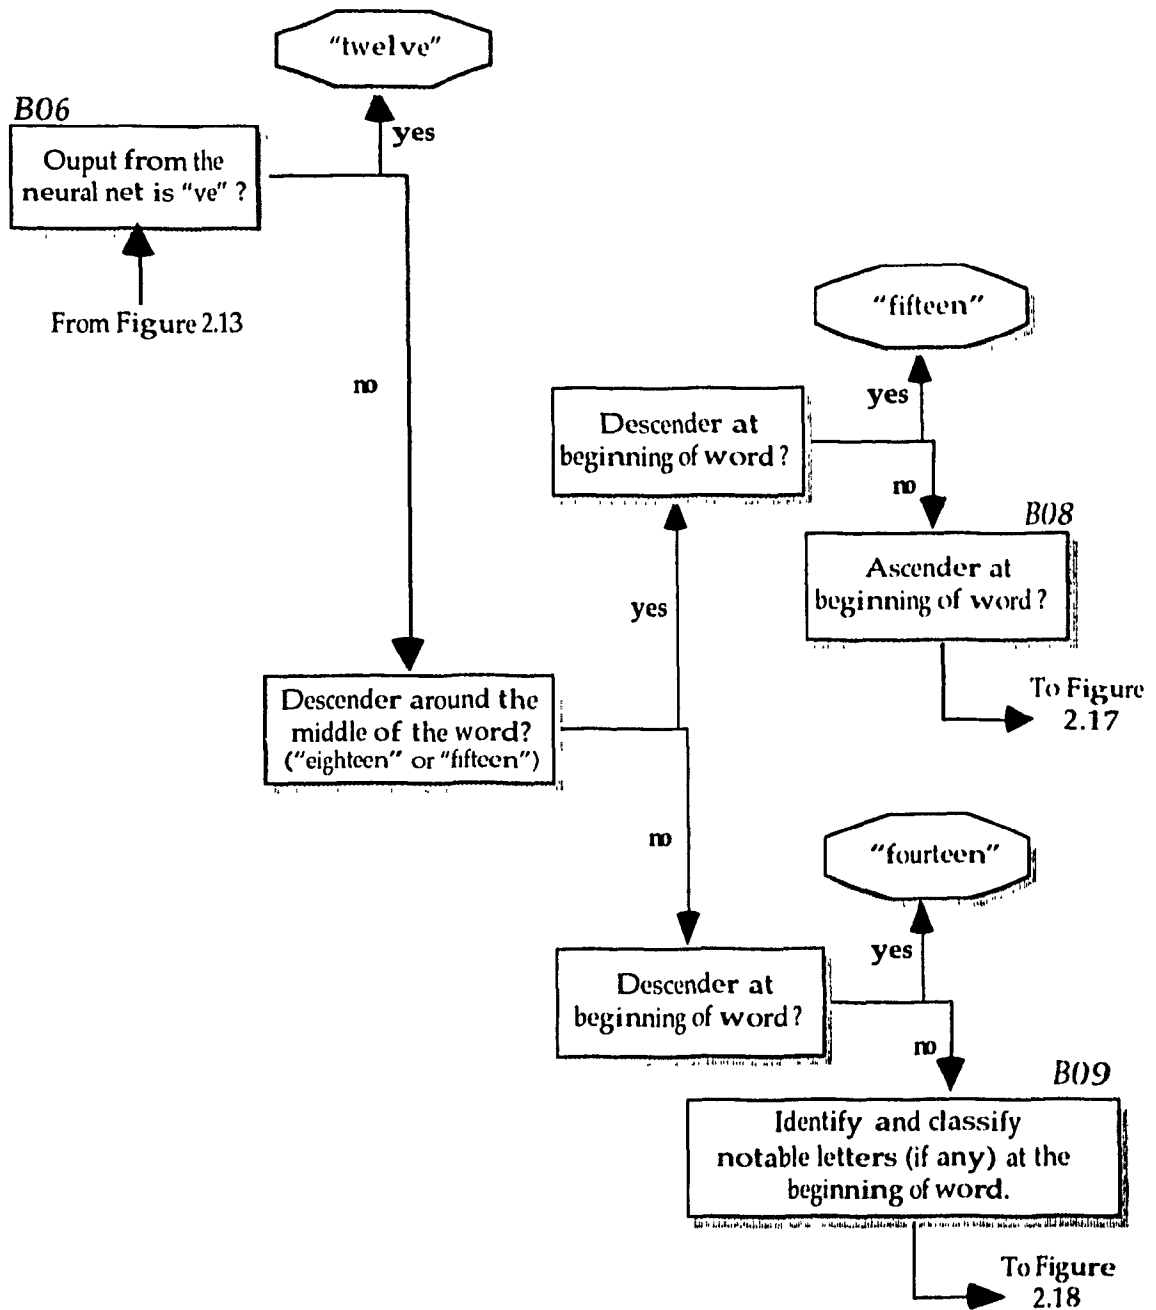 "twelve"
B06
yes
Ouput from the
neural net is "ve" ?
From Figure 2.13
no
"fifteen"
yes
Descender at
beginning of word?
no
B08
Ascender at
beginning of word?
yes
To Figure
2.17
Descender around the
middle of the word?
("eighteen" or "fifteen")
no
"fourteen"
yes
Descender at
beginning of word?
no
B09
Identify and classify
notable letters (if any) at the
beginning of word.
To Figure
2.18